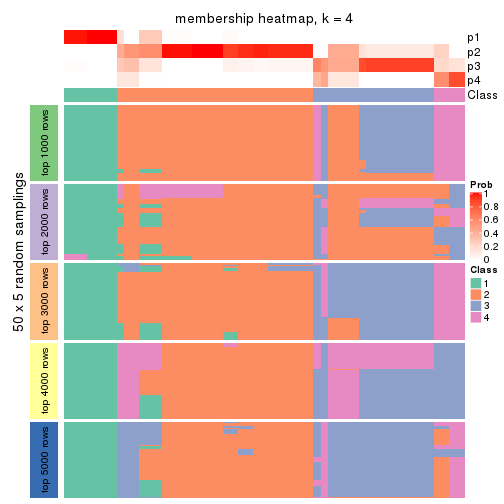 membership heatmap, k = 4
p1
p2
p3
p4
Class
50 x 5 random samplings
top 1000 rows
top 2000 rows
top 3000 rows
top 4000 rows
top 5000 rows
Prob
1
0.8
0.6
0.4
0.2
0
Class
1
2
3
4